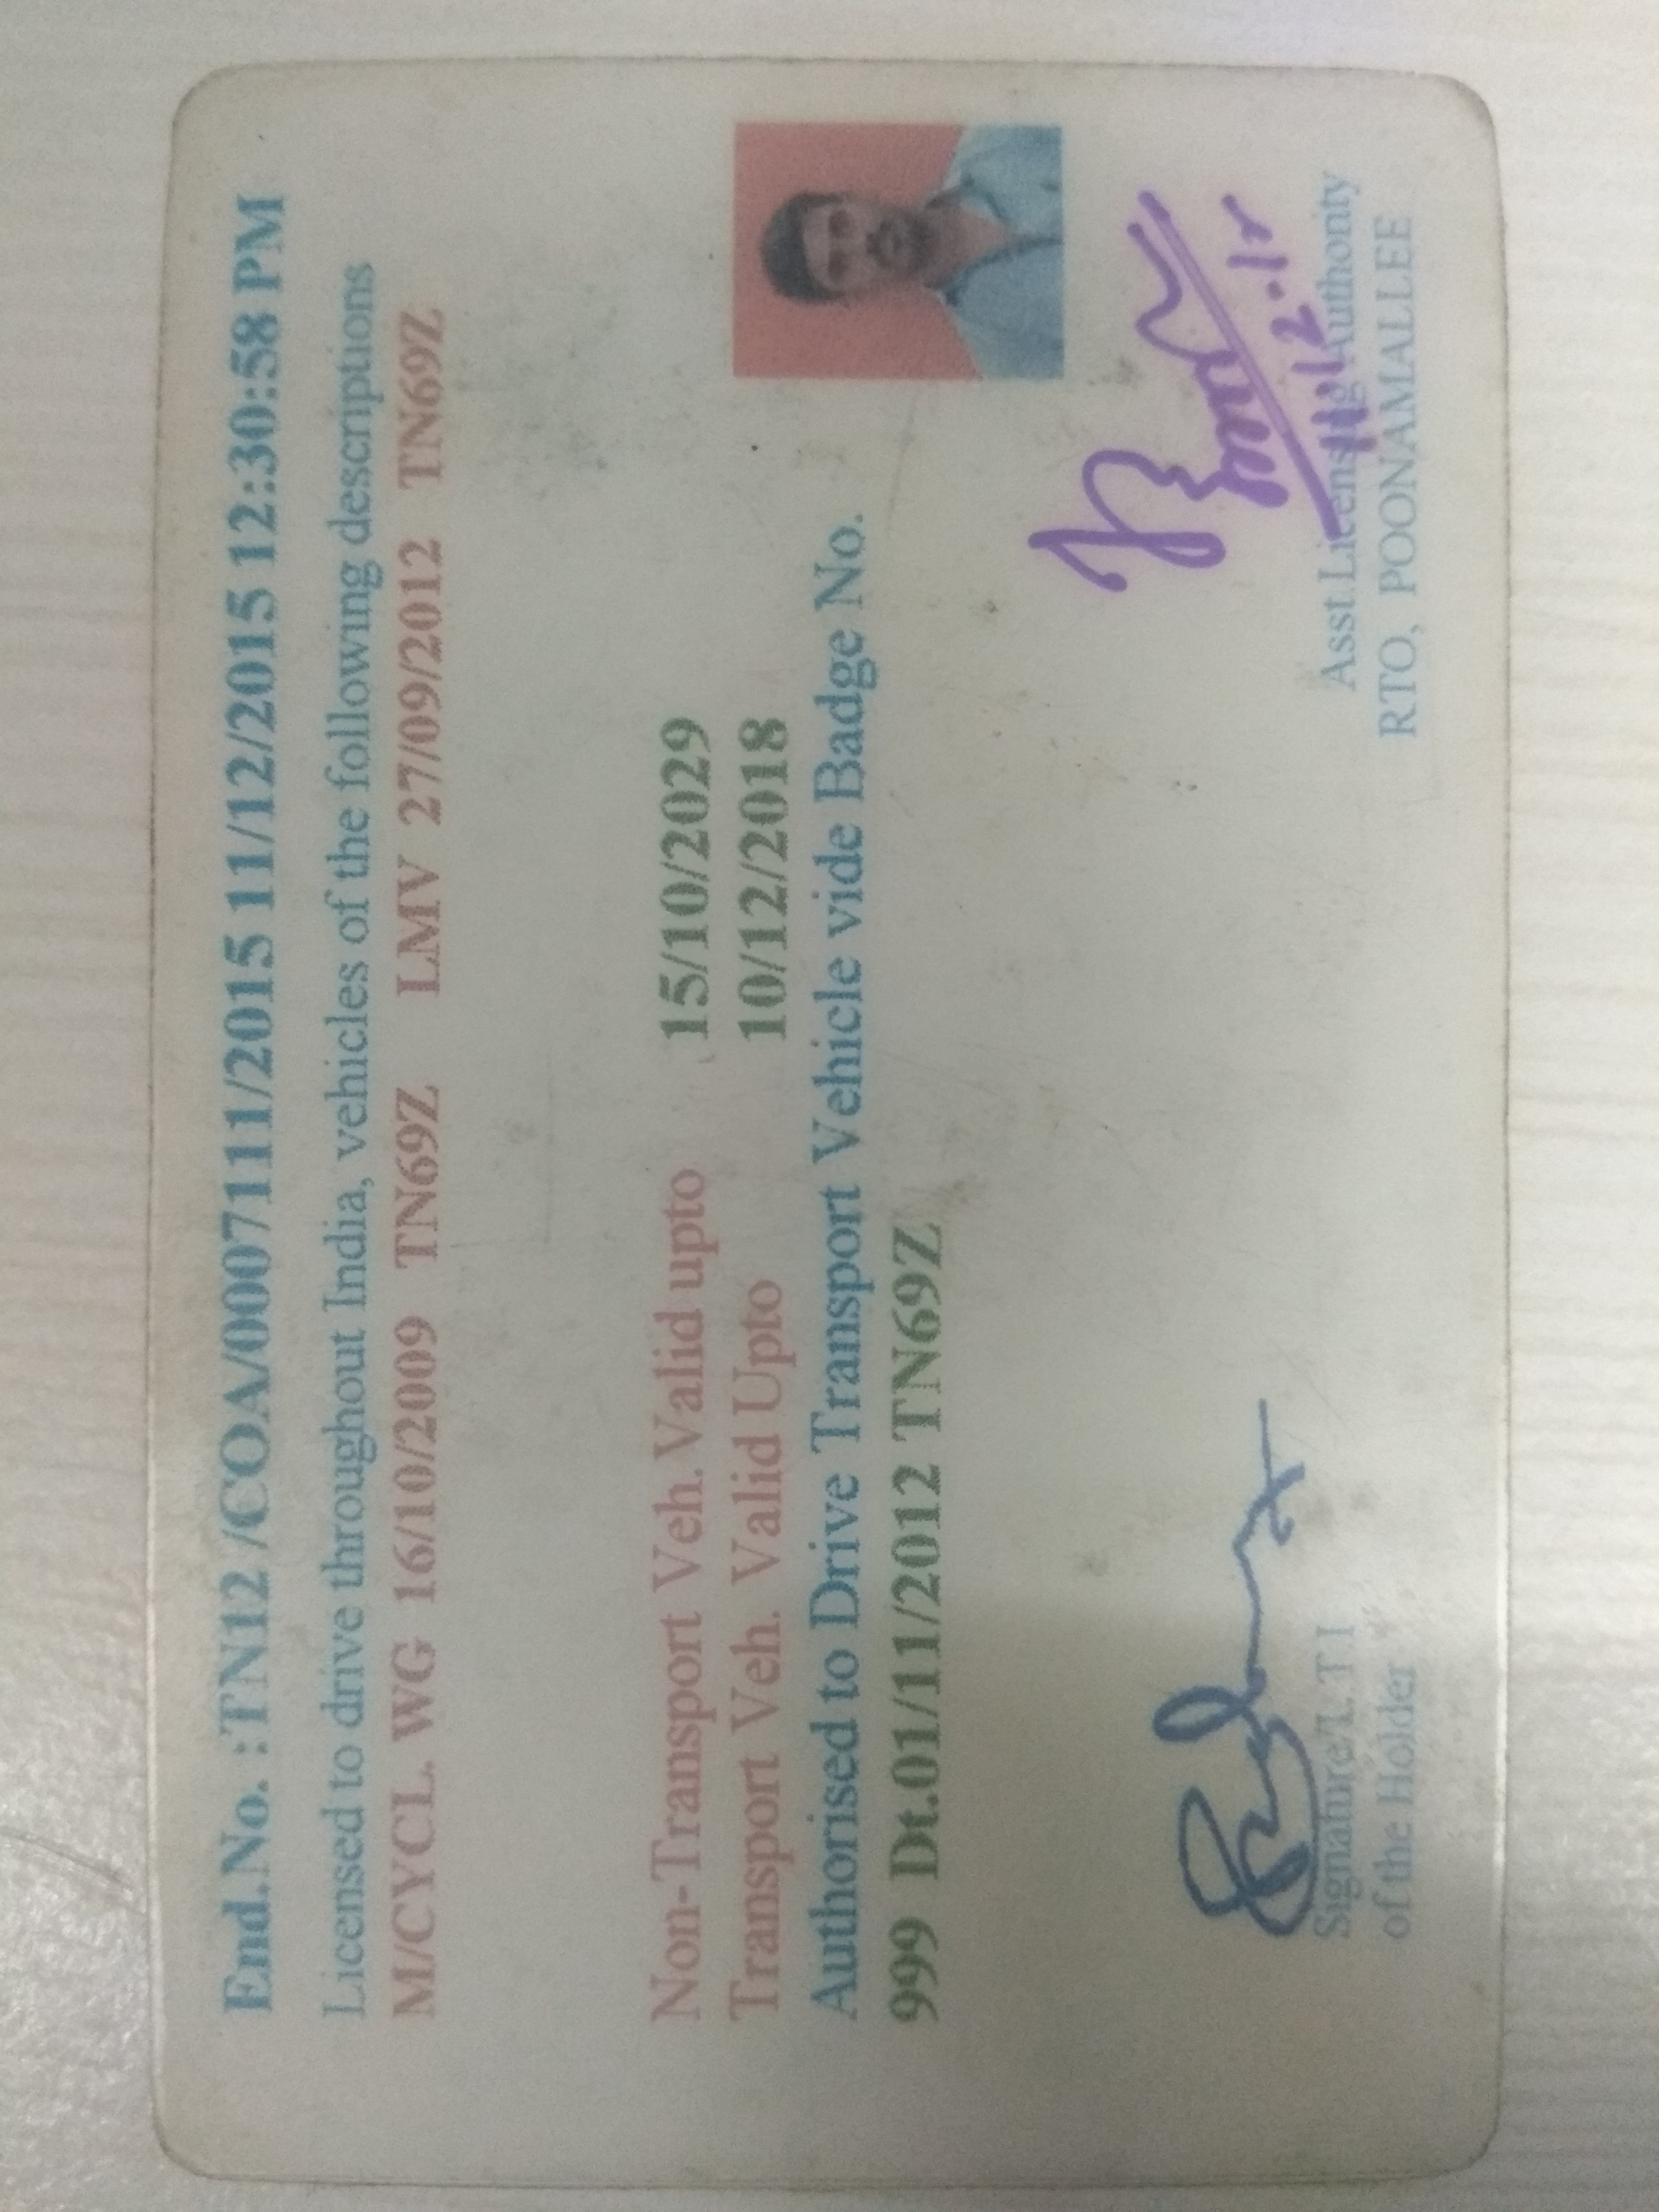 End.No. :TN12 /COA/0007111/2015 11/12/2015 12:30:58 PM
Licensed to drive throughout India, vehicles of the following descriptions
M/CYCL. WG 16/10/2009 TN69Z LMV 27/09/2012 TN69Z
Non-Transport Veh. Valid upto 15/10/2029
Transport Veh. Valid Upto 10/12/2018
Authorised to Drive Transport Vehicle vide Badge No.
999 Dt.01/11/2012 TN69Z
Signature/L.T I
of the Holder
Asst.Licensing Authority
RTO, POONAMALLEE